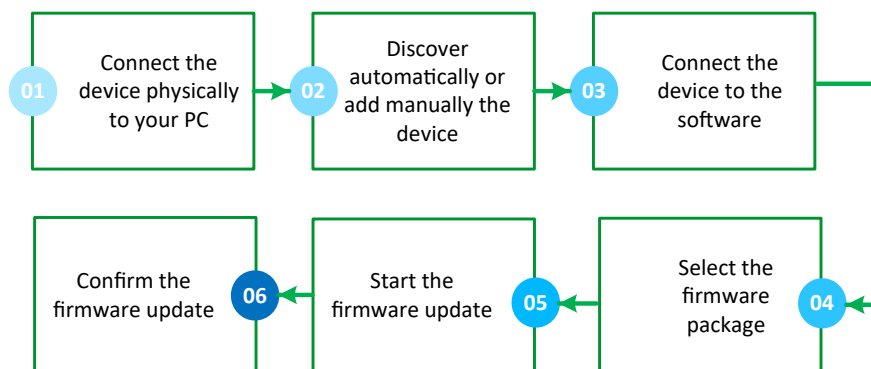 01
Connect the
device physically
to your PC
02
Discover
automatically or
add manually the
device
03
Connect the
device to the
software
04
Select the
firmware
package
05
Start the
firmware update
06
Confirm the
firmware update